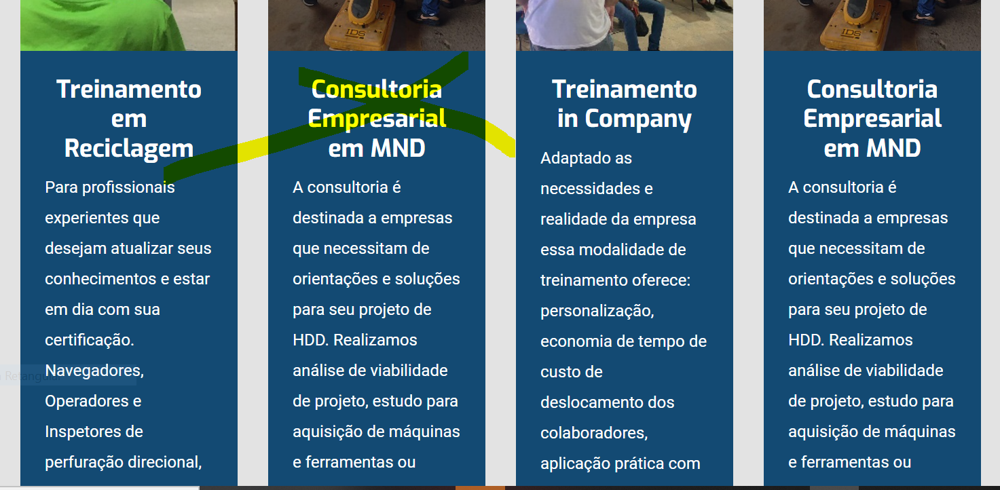 IDS
IDS
Treinamento
em
Reciclagem
Para profissionais
experientes que
desejam atualizar seus
conhecimentos e estar
em dia com sua
certificação.
Navegadores,
Operadores e
Inspetores de
perfuração direcional,
Consultoria
Empresarial
em MND
A consultoria é
destinada a empresas
que necessitam de
orientações e soluções
para seu projeto de
HDD. Realizamos
análise de viabilidade
de projeto, estudo para
aquisição de máquinas
e ferramentas ou
Treinamento
in Company
Adaptado as
necessidades e
realidade da empresa
essa modalidade de
treinamento oferece:
personalização,
economia de tempo de
custo de
deslocamento dos
colaboradores,
aplicação prática com
Consultoria
Empresarial
em MND
A consultoria é
destinada a empresas
que necessitam de
orientações e soluções
para seu projeto de
HDD. Realizamos
análise de viabilidade
de projeto, estudo para
aquisição de máquinas
e ferramentas ou